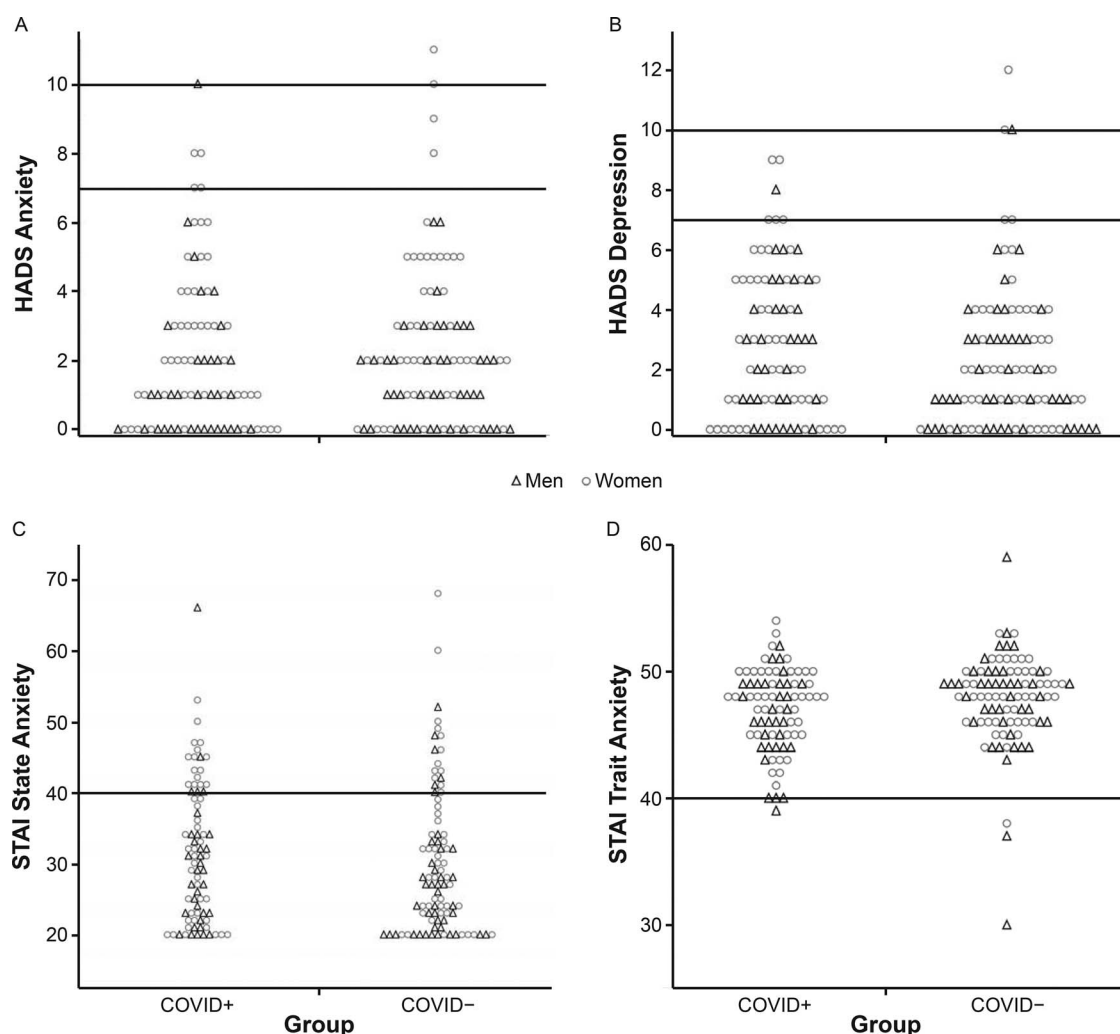 A
HADS Anxiety
10
8
6
4
2
0
B
HADS Depression
12
10
8
6
4
2
0
Men Women
C
STAI State Anxiety
70
60
50
40
30
20
COVID+ COVID−
Group
D
STAI Trait Anxiety
60
50
40
30
COVID+ COVID−
Group